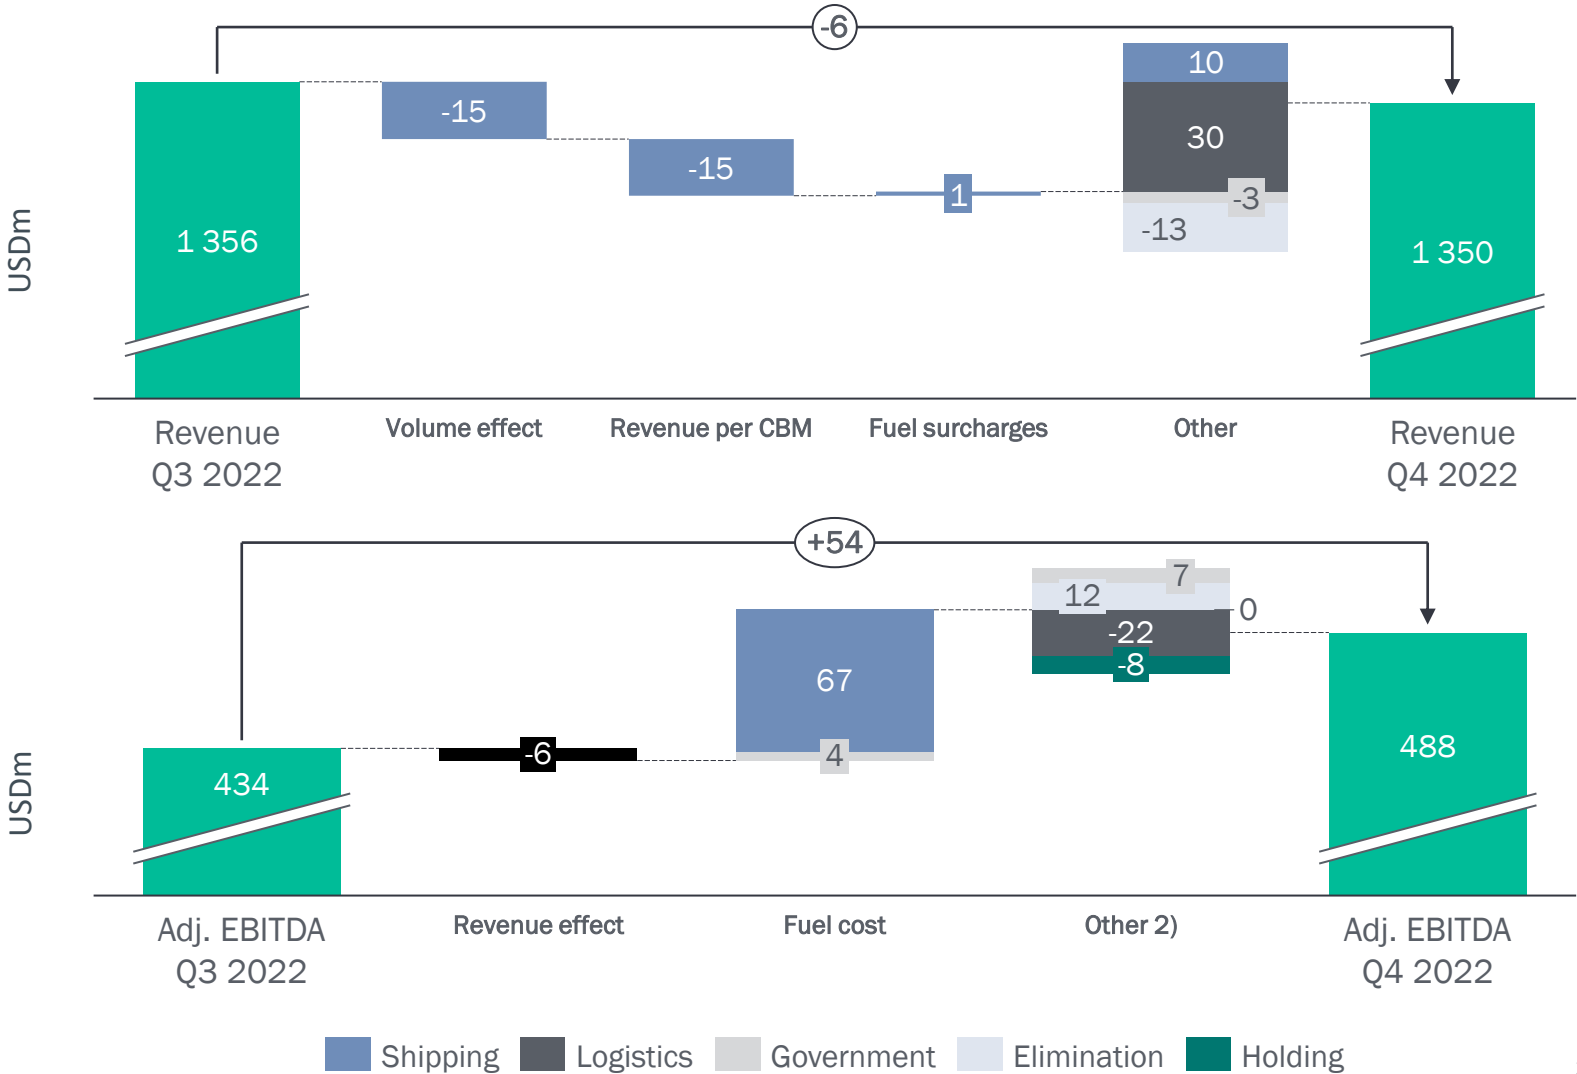 -6
10
-15
30
-15
1
-3
-13
1 356
1 350
USDm
Revenue
Q3 2022
Volume effect
Revenue per CBM
Fuel surcharges
Other
Revenue
Q4 2022
+54
7
12
0
-22
-8
67
-6
4
434
488
USDm
Adj. EBITDA
Q3 2022
Revenue effect
Fuel cost
Other 2)
Adj. EBITDA
Q4 2022
Shipping
Logistics
Government
Elimination
Holding